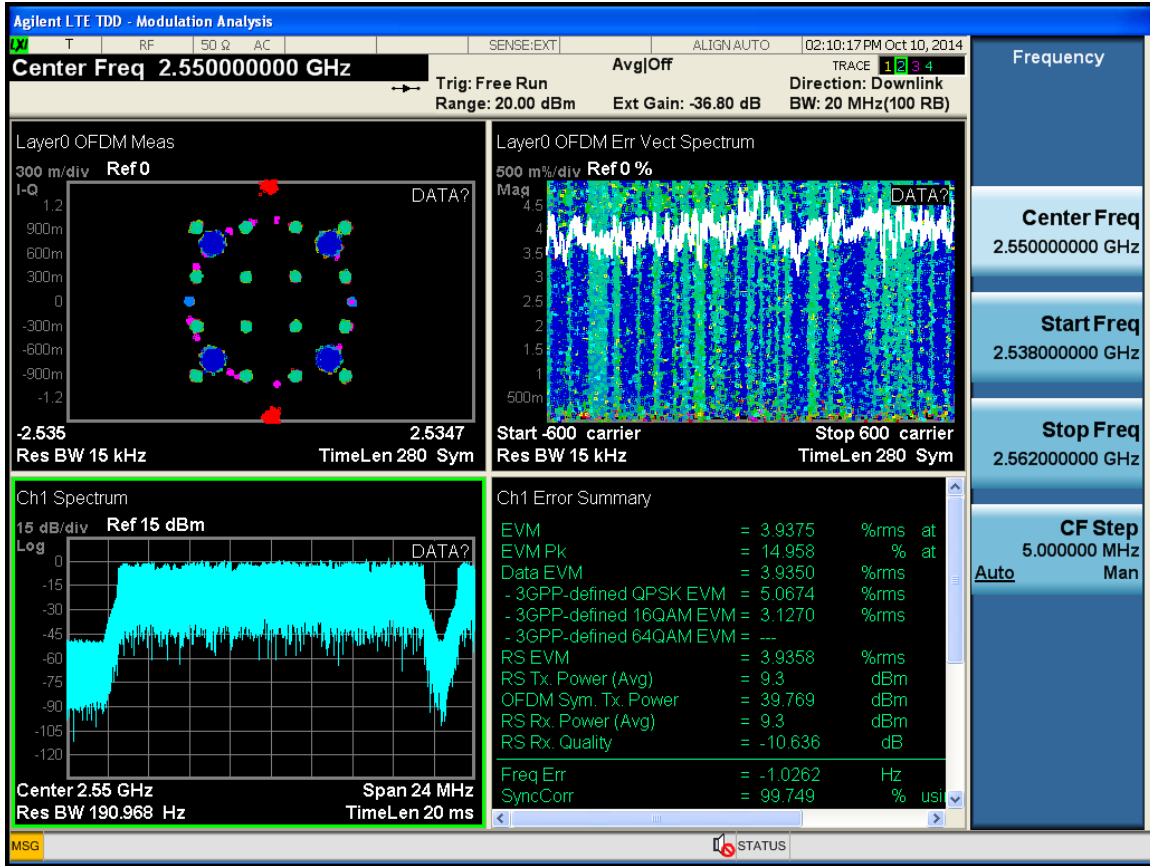 Agilent LTE TDD - Modulation Analysis
LXI T RF 50 Ω AC SENSE:EXT ALIGN AUTO 02:10:17 PM Oct 10, 2014
Center Freq 2.550000000 GHz
Trig: Free Run
Range: 20.00 dBm
Avg|Off
Ext Gain: -36.80 dB
TRACE 1 2 3 4
Direction: Downlink
BW: 20 MHz(100 RB)
Layer0 OFDM Meas
300 m/div Ref 0
I-Q
DATA?
1.2
900m
600m
300m
0
-300m
-600m
-900m
-1.2
-2.535 2.5347
Res BW 15 kHz TimeLen 280 Sym
Layer0 OFDM Err Vect Spectrum
500 m%/div Ref 0 %
Mag
DATA?
4.5
4
3.5
3
2.5
2
1.5
1
500m
Start -600 carrier Stop 600 carrier
Res BW 15 kHz TimeLen 280 Sym
Ch1 Spectrum
15 dB/div Ref 15 dBm
Log
DATA?
0
-15
-30
-45
-60
-75
-90
-105
-120
Center 2.55 GHz Span 24 MHz
Res BW 190.968 Hz TimeLen 20 ms
Ch1 Error Summary
EVM = 3.9375 %rms at
EVM Pk = 14.958 % at
Data EVM = 3.9350 %rms
- 3GPP-defined QPSK EVM = 5.0674 %rms
- 3GPP-defined 16QAM EVM = 3.1270 %rms
- 3GPP-defined 64QAM EVM = ---
RS EVM = 3.9358 %rms
RS Tx. Power (Avg) = 9.3 dBm
OFDM Sym. Tx. Power = 39.769 dBm
RS Rx. Power (Avg) = 9.3 dBm
RS Rx. Quality = -10.636 dB
Freq Err = -1.0262 Hz
SyncCorr = 99.749 % usi
Frequency
Center Freq
2.550000000 GHz
Start Freq
2.538000000 GHz
Stop Freq
2.562000000 GHz
CF Step
5.000000 MHz
Auto Man
MSG STATUS